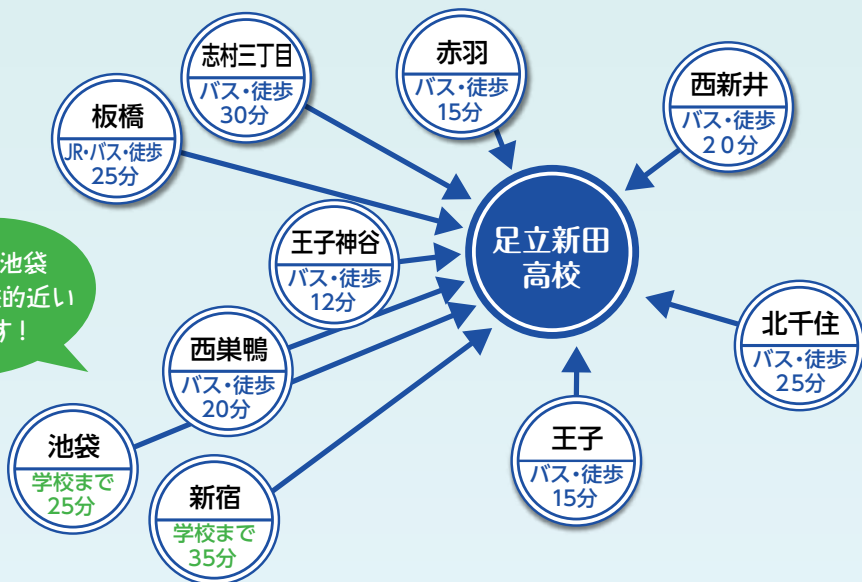 志村三丁目
バス・徒歩
30分
赤羽
バス・徒歩
15分
西新井
バス・徒歩
20分
板橋
JR・バス・徒歩
25分
王子神谷
バス・徒歩
12分
足立新田
高校
池袋
的近い
す!
西巣鴨
バス・徒歩
20分
北千住
バス・徒歩
25分
池袋
学校まで
25分
新宿
学校まで
35分
王子
バス・徒歩
15分